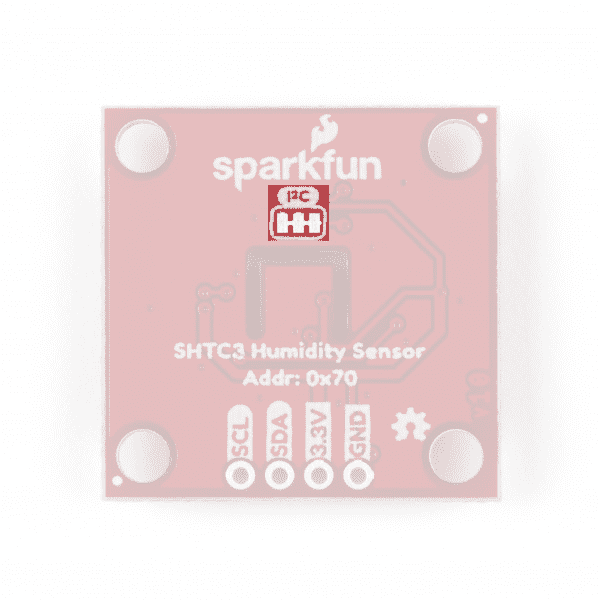 sparkfun
I²C
SHTC3 Humidity Sensor
Addr: 0x70
SCL
SDA
3.3V
GND